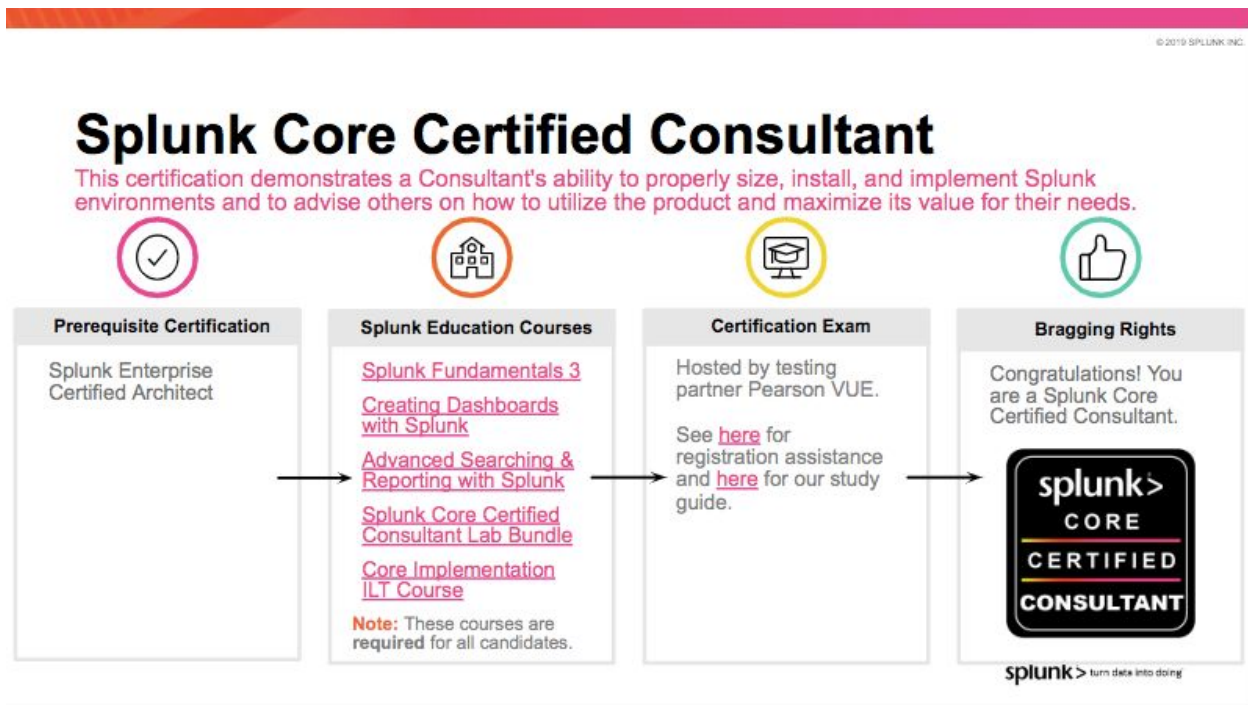 © 2019 SPLUNK INC.
Splunk Core Certified Consultant
This certification demonstrates a Consultant's ability to properly size, install, and implement Splunk
environments and to advise others on how to utilize the product and maximize its value for their needs.
Prerequisite Certification
Splunk Enterprise
Certified Architect
Splunk Education Courses
Splunk Fundamentals 3
Creating Dashboards
with Splunk
Advanced Searching &
Reporting with Splunk
Splunk Core Certified
Consultant Lab Bundle
Core Implementation
ILT Course
Note: These courses are
required for all candidates.
Certification Exam
Hosted by testing
partner Pearson VUE.
See here for
registration assistance
and here for our study
guide.
Bragging Rights
Congratulations! You
are a Splunk Core
Certified Consultant.
splunk>
CORE
CERTIFIED
CONSULTANT
splunk> turn data into doing